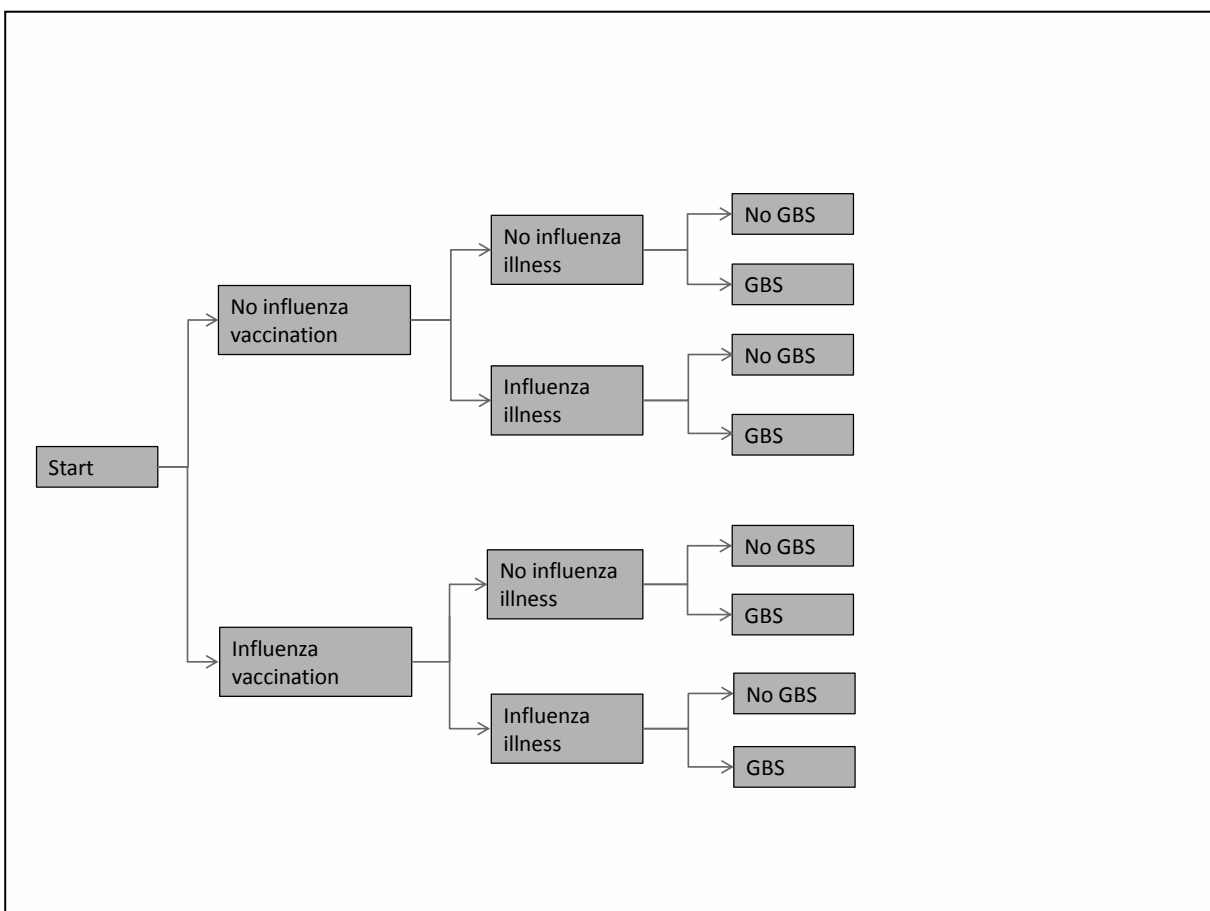 No GBS
No influenza
illness
GBS
No influenza
vaccination
No GBS
Influenza
illness
GBS
Start
No GBS
No influenza
illness
GBS
Influenza
vaccination
No GBS
Influenza
illness
GBS